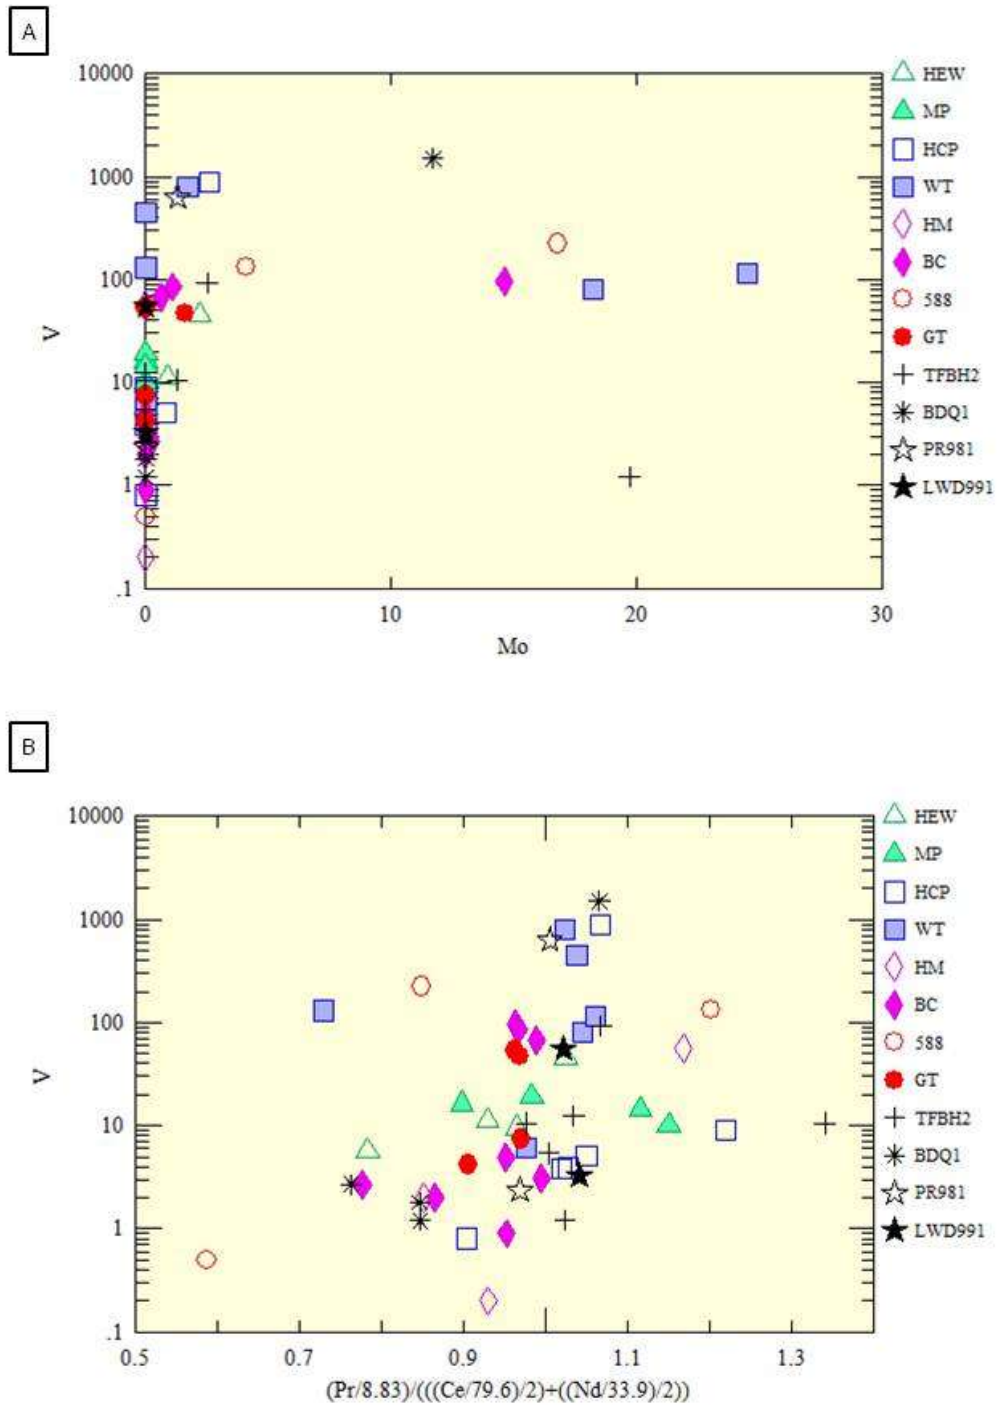 A
10000
1000
100
10
1
.1
V
0
10
20
30
Mo
HEW
MP
HCP
WT
HM
BC
588
GT
TFBH2
BDQ1
PR981
LWD991
B
10000
1000
100
10
1
.1
V
0.5
0.7
0.9
1.1
1.3
(Pr/8.83)/(((Ce/79.6)/2)+((Nd/33.9)/2))
HEW
MP
HCP
WT
HM
BC
588
GT
TFBH2
BDQ1
PR981
LWD991